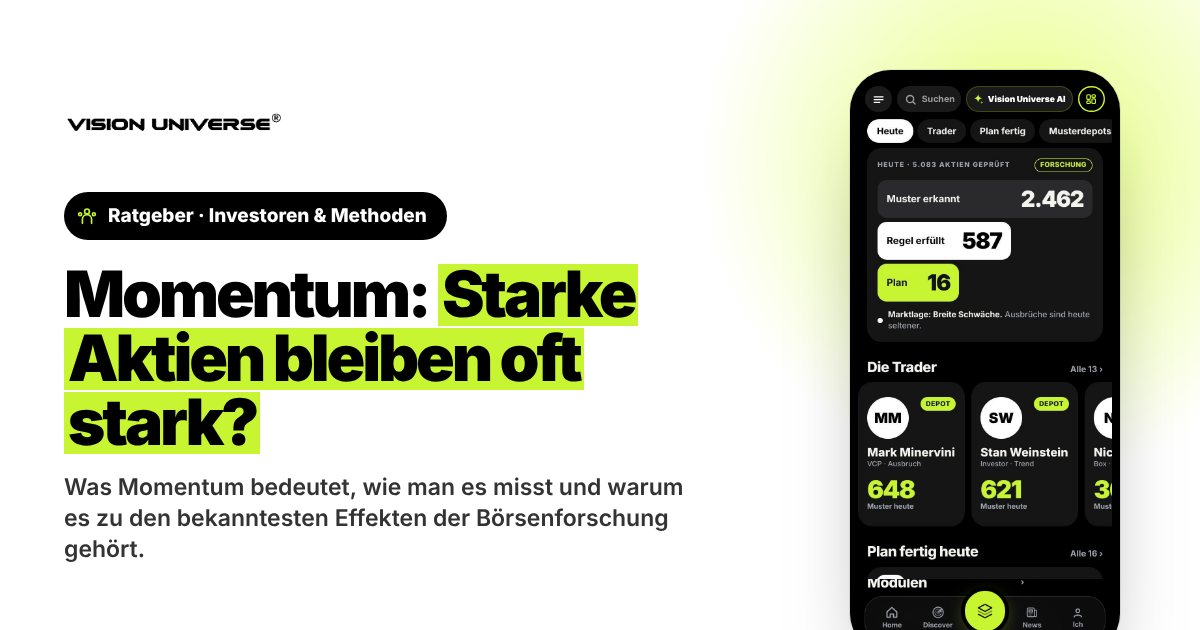 VISION UNIVERSE®
Ratgeber · Investoren & Methoden
Momentum: Starke
Aktien bleiben oft
stark?
Was Momentum bedeutet, wie man es misst und warum
es zu den bekanntesten Effekten der Börsenforschung
gehört.
Suchen
Vision Universe AI
Heute
Trader
Plan fertig
Musterdepots
HEUTE · 5.083 AKTIEN GEPRÜFT
FORSCHUNG
Muster erkannt 2.462
Regel erfüllt 587
Plan 16
Marktlage: Breite Schwäche. Ausbrüche sind heute
seltener.
Die Trader
Alle 13 ›
MM
DEPOT
Mark Minervini
VCP · Ausbruch
648
Muster heute
SW
DEPOT
Stan Weinstein
Investor · Trend
621
Muster heute
N
Nic
Box ·
Must
Plan fertig heute
Alle 16 ›
Modulen
›
Home
Discover
News
Ich